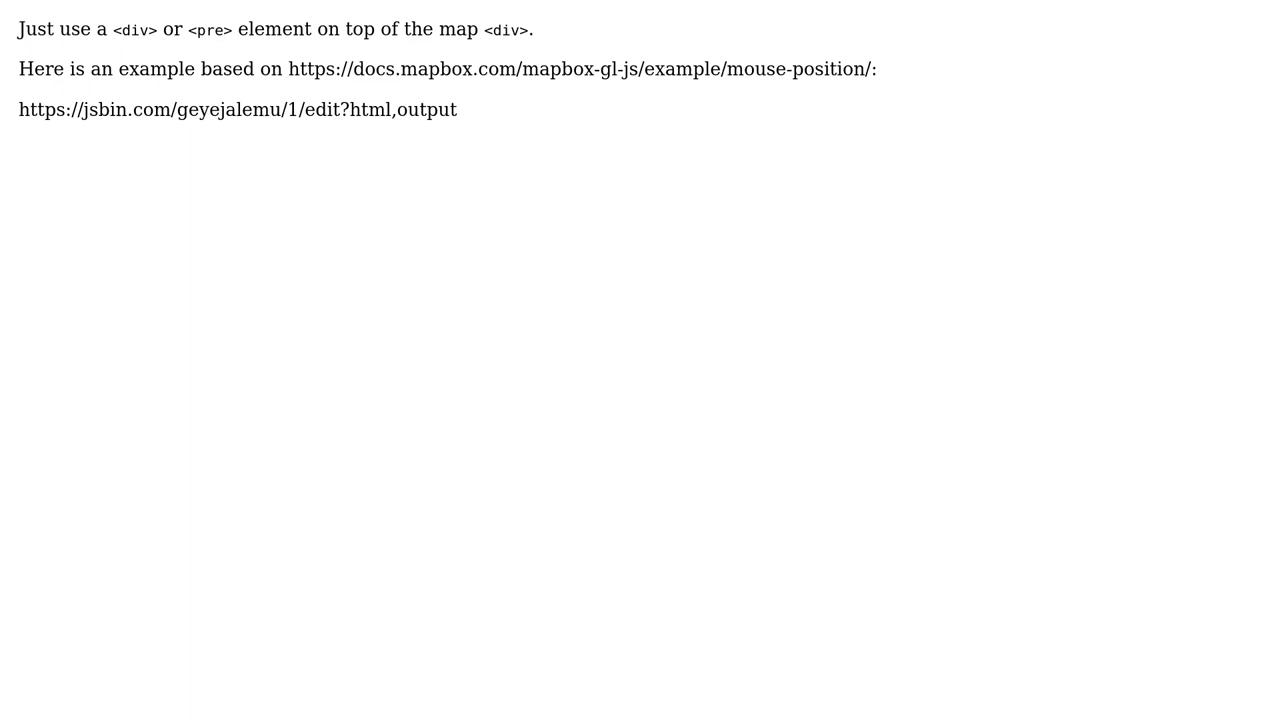 Just use a <div> or <pre> element on top of the map <div>.
Here is an example based on https://docs.mapbox.com/mapbox-gl-js/example/mouse-position/:
https://jsbin.com/geyejalemu/1/edit?html,output